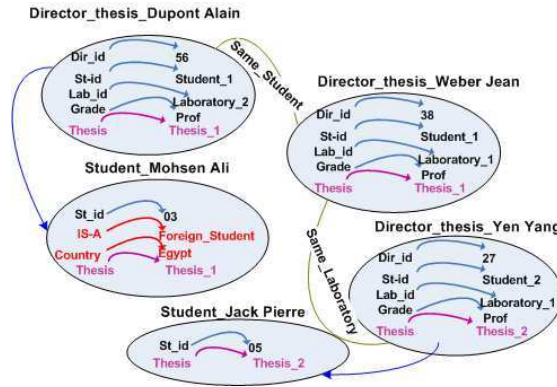 Director_thesis_Dupont Alain
Dir_id 56
St-id Student_1
Lab_id Laboratory_2
Grade Prof
Thesis Thesis_1
Same_Student
Director_thesis_Weber Jean
Dir_id 38
St-id Student_1
Lab_id Laboratory_1
Grade Prof
Thesis Thesis_1
Student_Mohsen Ali
St_id 03
IS-A Foreign_Student
Country Egypt
Thesis Thesis_1
Same_Laboratory
Director_thesis_Yen Yang
Dir_id 27
St-id Student_2
Lab_id Laboratory_1
Grade Prof
Thesis Thesis_2
Student_Jack Pierre
St_id 05
Thesis Thesis_2